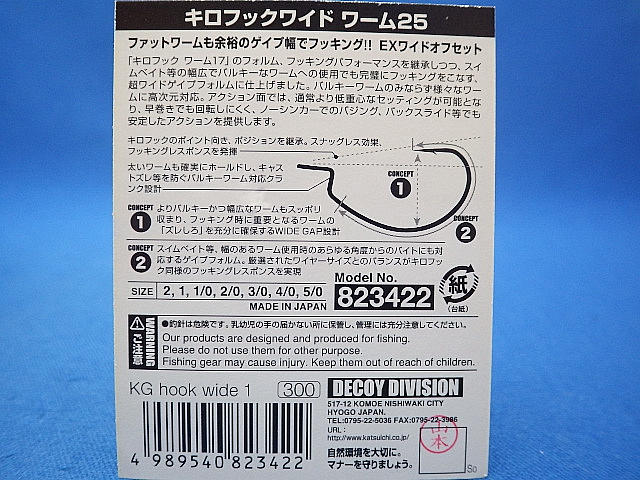 キロフックワイド ワーム25
ファットワームも余裕のゲイプ幅でフッキング!! EXワイドオフセット
「キロフック ワーム17」のフォルム、フッキングパフォーマンスを継承しつつ、スイ
ムベイト等の幅広でバルキーなワームへの使用でも完璧にフッキングをこなす、
超ワイドゲイプフォルムに仕上げました。バルキーワームのみならず様々なワー
ムに高次元対応。アクション面では、通常より低重心なセッティングが可能とな
り、早巻きでも回転しにくく、ノーシンカーでのバジング、バックスライド等でも
安定したアクションを提供します。
キロフックのポイント向き、ポジションを継承。スナッグレス効果、
フッキングレスポンスを発揮
太いワームも確実にホールドし、キャス
トズレ等を防ぐバルキーワーム対応クラ
ンク設計
CONCEPT
1
CONCEPT
2
CONCEPT
1
よりバルキーかつ幅広なワームもスッポリ
収まり、フッキング時に重要となるワームの
「ズレしろ」を充分に確保するWIDE GAP設計
CONCEPT
2
スイムベイト等、幅のあるワーム使用時のあらゆる角度からのバイトにも対
応するゲイプフォルム。厳選されたワイヤーサイズとのバランスがキロフッ
ク同様のフッキングレスポンスを実現
SIZE 2, 1, 1/0, 2/0, 3/0, 4/0, 5/0
MADE IN JAPAN
Model No.
823422
紙
(台紙)
WARNING
ご注意
●釣針は危険です。乳幼児の手の届かない所に保管し、管理には充分注意してください。
Our products are designed and produced for fishing.
Please do not use them for other purpose.
Fishing gear may cause injury. Keep them out of reach of children.
KG hook wide 1 300
4 989540 823422
DECOY DIVISION
517-12 KOMOE NISHIWAKI CITY
HYOGO JAPAN.
TEL:0795-22-5036 FAX:0795-22-3986
URL:
http://www.katsuichi.co.jp/
自然環境を大切に。
マナーを守りましょう。
山本
So